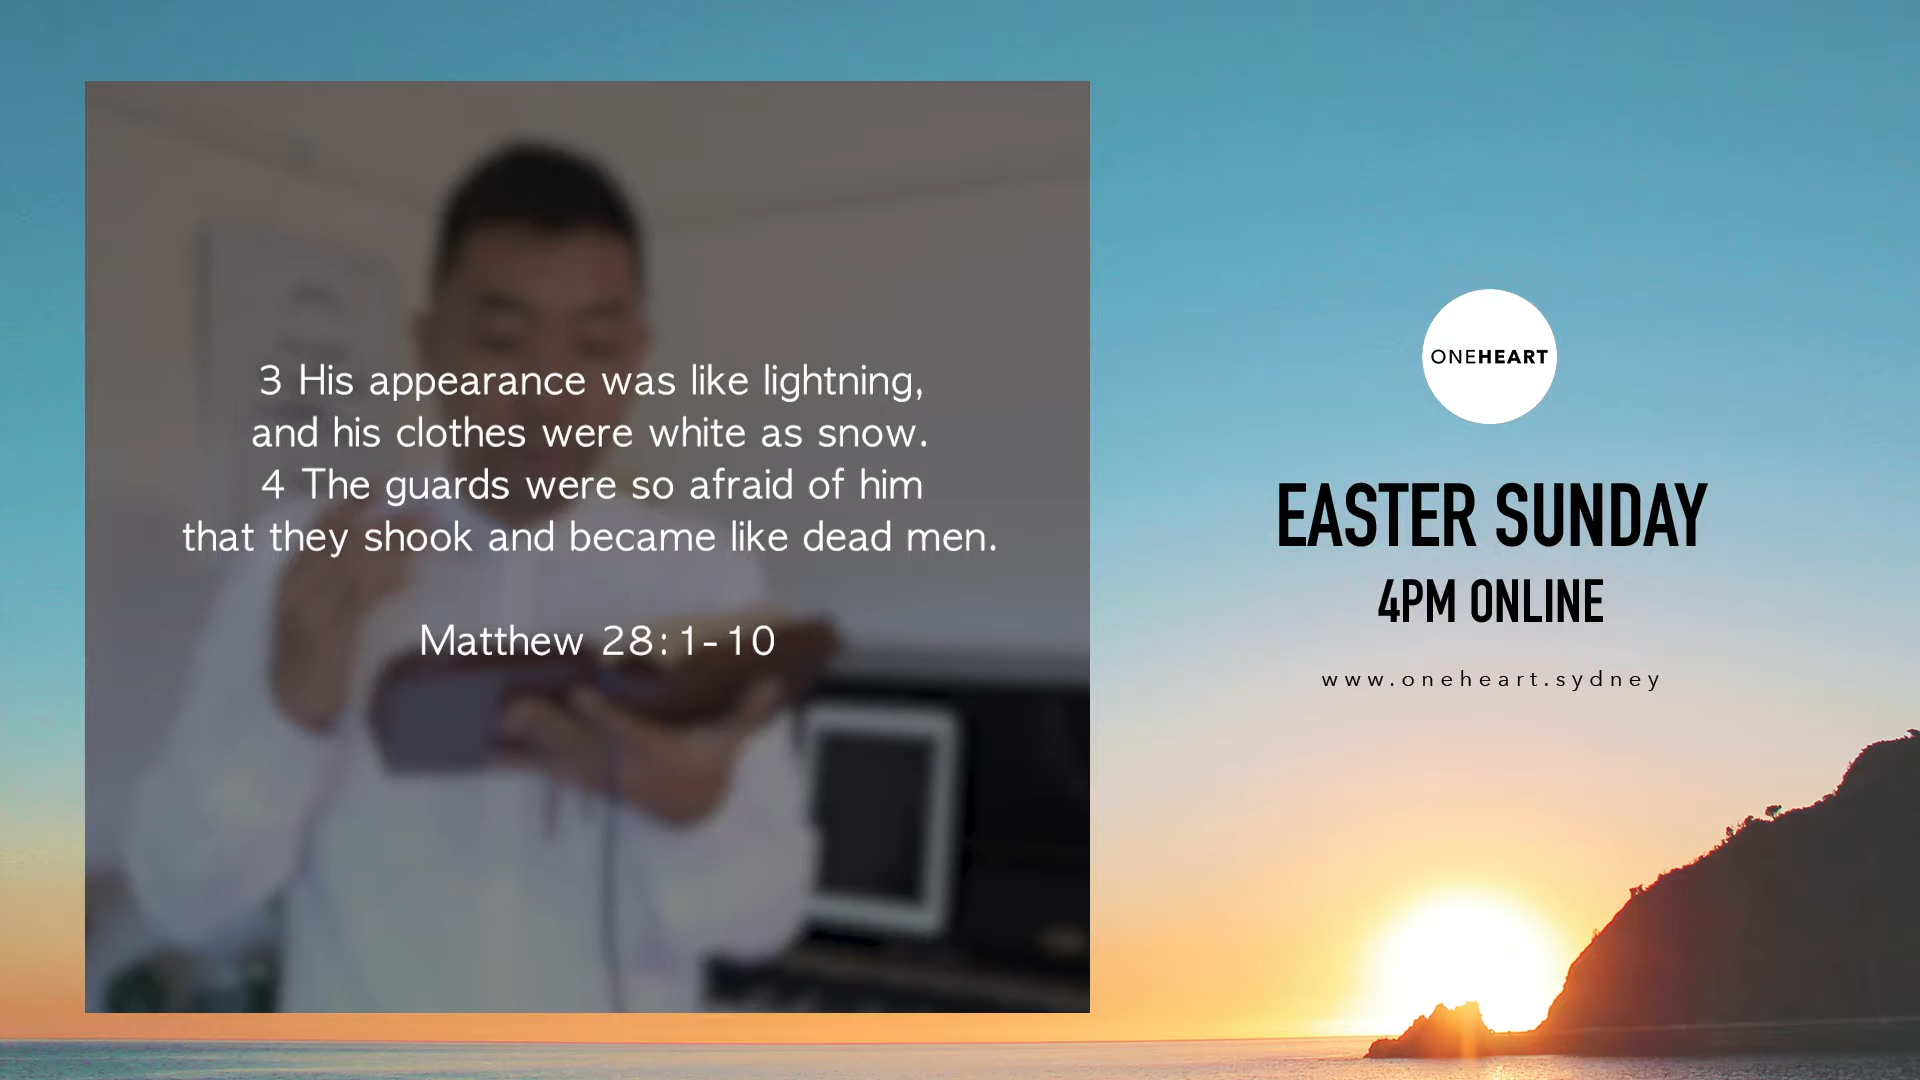 3 His appearance was like lightning,
and his clothes were white as snow.
4 The guards were so afraid of him
that they shook and became like dead men.
Matthew 28:1-10
ONEHEART
EASTER SUNDAY
4PM ONLINE
www.oneheart.sydney